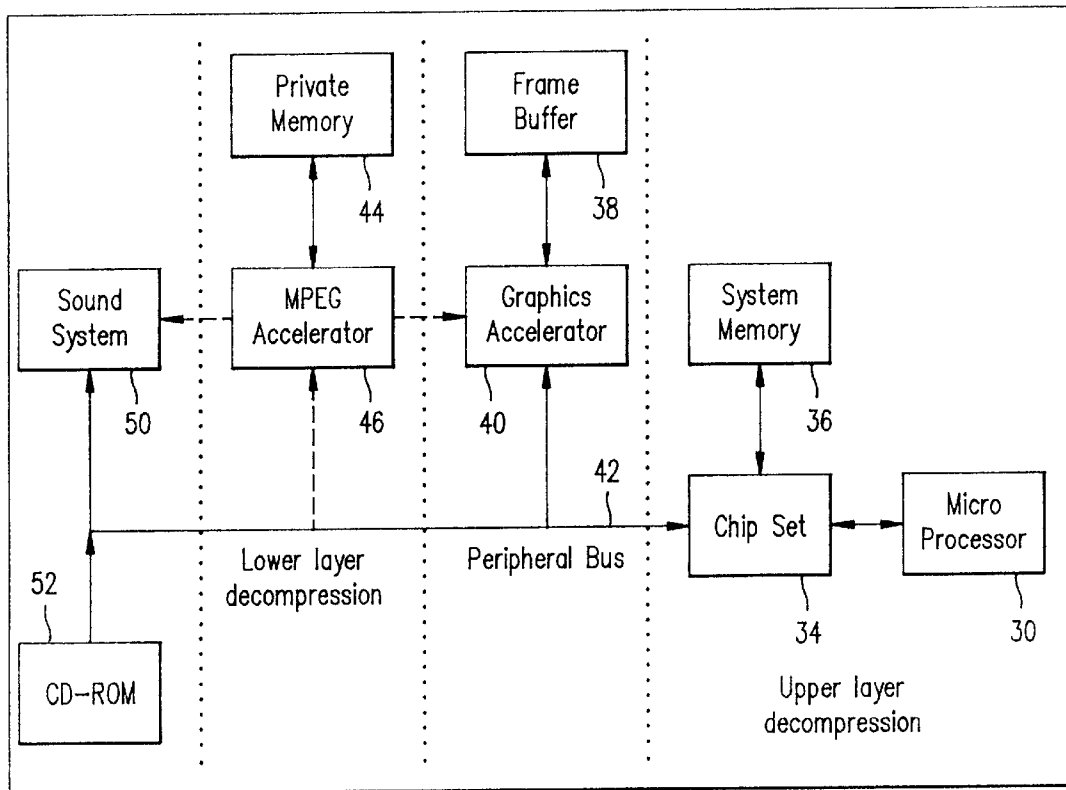 Private
Memory
44
Frame
Buffer
38
Sound
System
50
MPEG
Accelerator
46
Graphics
Accelerator
40
System
Memory
36
42
Chip Set
34
Micro
Processor
30
Lower layer
decompression
Peripheral Bus
52
CD-ROM
Upper layer
decompression